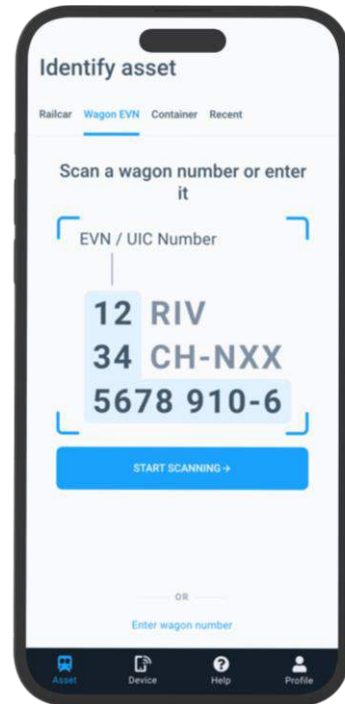 Identify asset
Railcar Wagon EVN Container Recent
Scan a wagon number or enter
it
EVN / UIC Number
12 RIV
34 CH-NXX
5678 910-6
START SCANNING→
OR
Enter wagon number
Asset Device Help Profile